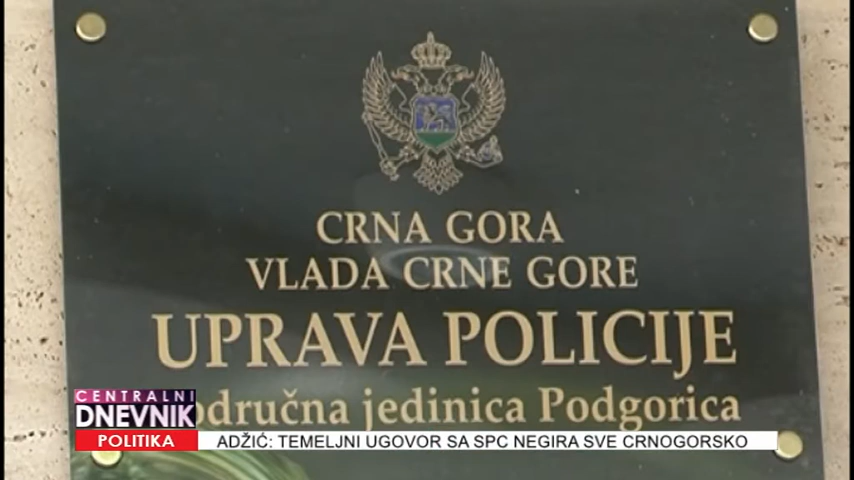 CRNA GORA
VLADA CRNE GORE
UPRAVA POLICIJE
jedinica Podgorica
CENTRALNI
DNEVNIK
POLITIKA
ADŽIĆ: TEMELJNI UGOVOR SA SPC NEGIRA SVE CRNOGORSKO